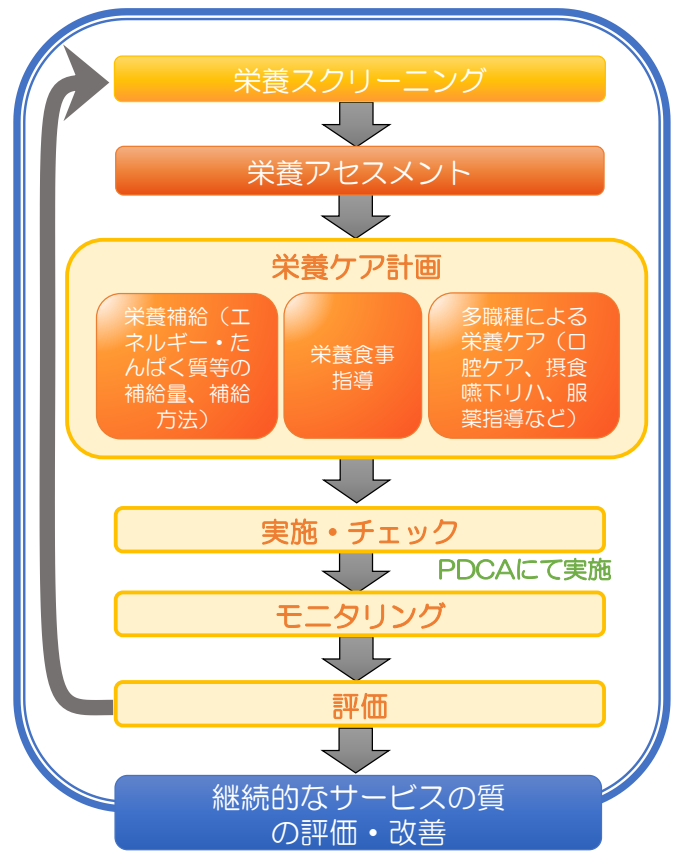 栄養スクリーニング
栄養アセスメント
栄養ケア計画
栄養補給（エ
ネルギー・た
んぱく質等の
補給量、補給
方法）
栄養食事
指導
多職種による
栄養ケア（口
腔ケア、摂食
嚥下リハ、服
薬指導など）
実施・チェック
PDCAにて実施
モニタリング
評価
継続的なサービスの質
の評価・改善